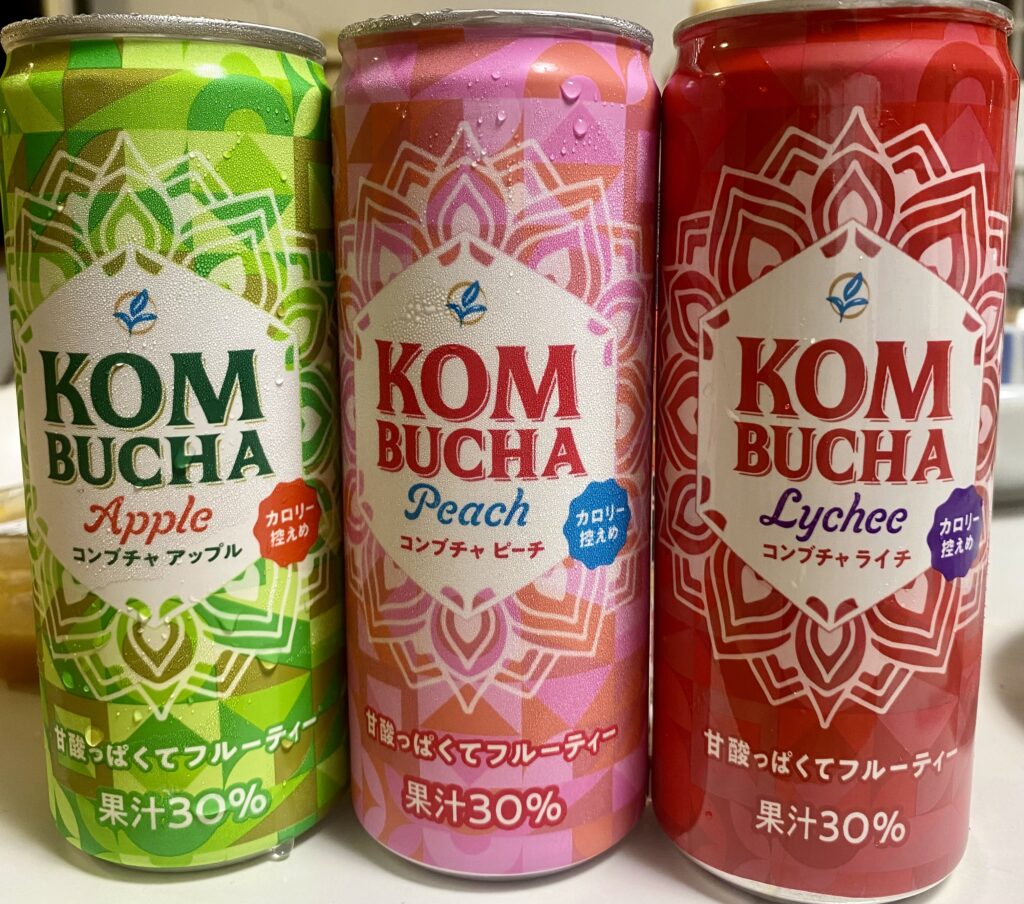 KOM
BUCHA
Apple
コンブチャ アップル
カロリー
控えめ
甘酸っぱくてフルーティー
果汁30%
KOM
BUCHA
Peach
コンブチャ ピーチ
カロリー
控えめ
甘酸っぱくてフルーティー
果汁30%
KOM
BUCHA
Lychee
コンブチャ ライチ
カロリー
控えめ
甘酸っぱくてフルーティー
果汁30%